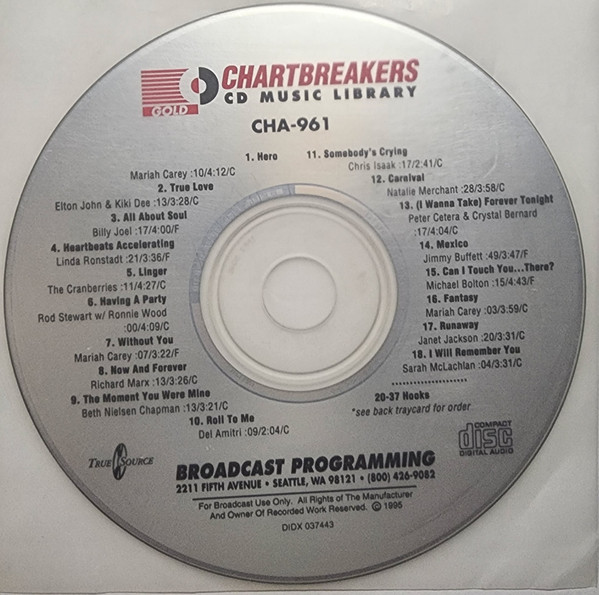 CHARTBREAKERS
GOLD
CD MUSIC LIBRARY
CHA-961
1. Hero
Mariah Carey :10/4:12/C
2. True Love
Elton John & Kiki Dee :13/3:28/C
3. All About Soul
Billy Joel :17/4:00/F
4. Heartbeats Accelerating
Linda Ronstadt :21/3:36/F
5. Linger
The Cranberries :11/4:27/C
6. Having A Party
Rod Stewart w/ Ronnie Wood
:00/4:09/C
7. Without You
Mariah Carey :07/3:22/F
8. Now And Forever
Richard Marx :13/3:26/C
9. The Moment You Were Mine
Beth Nielsen Chapman :13/3:21/C
10. Roll To Me
Del Amitri :09/2:04/C
11. Somebody's Crying
Chris Isaak :17/2:41/C
12. Carnival
Natalie Merchant :28/3:58/C
13. (I Wanna Take) Forever Tonight
Peter Cetera & Crystal Bernard
:17/4:04/C
14. Mexico
Jimmy Buffett :49/3:47/F
15. Can I Touch You...There?
Michael Bolton :15/4:43/F
16. Fantasy
Mariah Carey :03/3:59/C
17. Runaway
Janet Jackson :20/3:31/C
18. I Will Remember You
Sarah McLachlan :04/3:31/C
20-37 Hooks
*see back traycard for order
TRUE SOURCE
COMPACT
disc
DIGITAL AUDIO
BROADCAST PROGRAMMING
2211 FIFTH AVENUE • SEATTLE, WA 98121 • (800) 426-9082
For Broadcast Use Only. All Rights of The Manufacturer
And Owner Of Recorded Work Reserved. © 1995
DIDX 037443